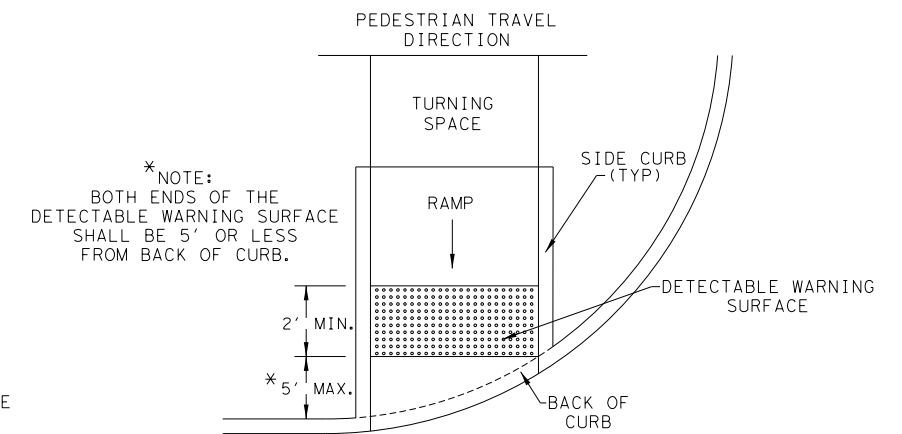 PEDESTRIAN TRAVEL
DIRECTION
TURNING
SPACE
SIDE CURB
(TYP)
*NOTE:
BOTH ENDS OF THE
DETECTABLE WARNING SURFACE
SHALL BE 5' OR LESS
FROM BACK OF CURB.
RAMP
DETECTABLE WARNING
SURFACE
2' MIN.
*5' MAX.
BACK OF
CURB
E